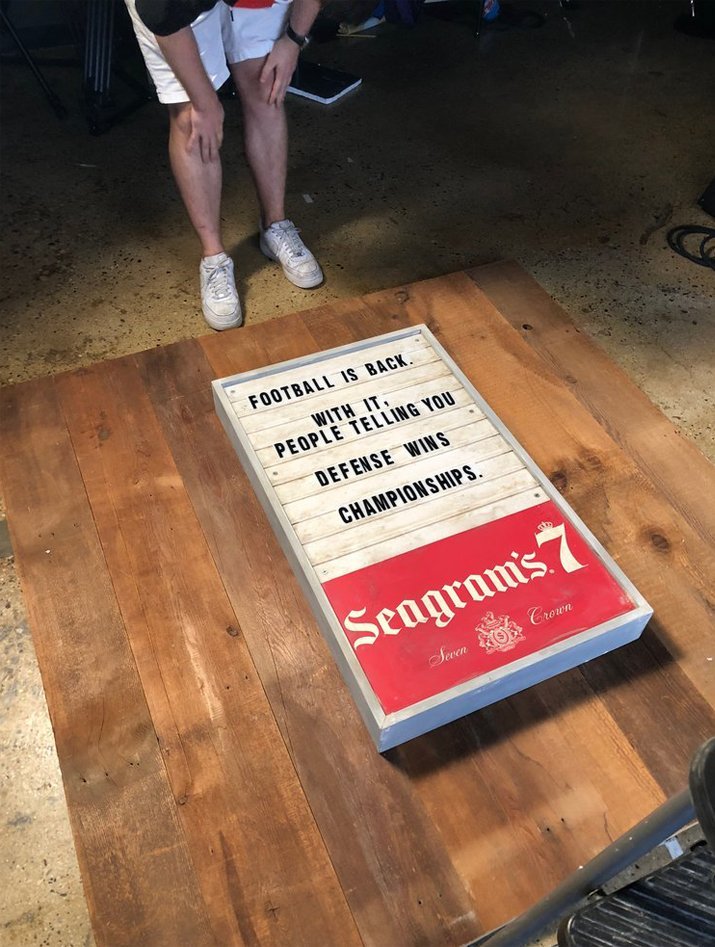 FOOTBALL IS BACK.
WITH IT,
PEOPLE TELLING YOU
DEFENSE WINS
CHAMPIONSHIPS.
Seagram's 7
Seven Crown